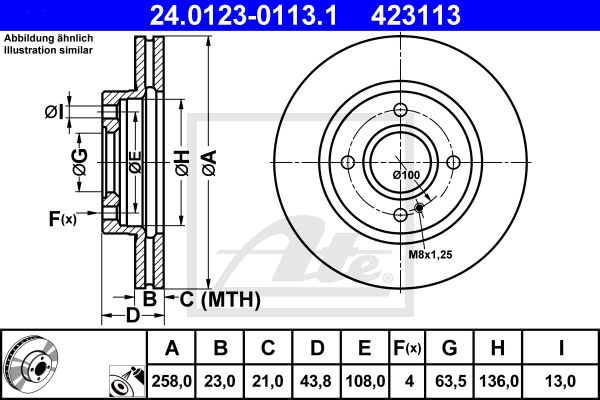 24.0123-0113.1 423113
Abbildung ähnlich
Illustration similar
ØI
ØG
ØE
ØH
ØA
F(x)
B
C (MTH)
D
Ø100
M8x1,25
Ate
A B C D E F(x) G H I
258,0 23,0 21,0 43,8 108,0 4 63,5 136,0 13,0